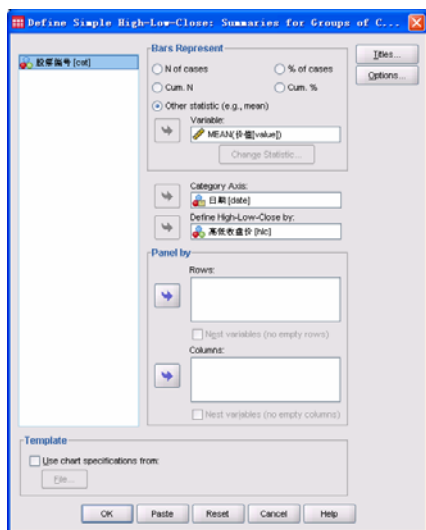 Define Simple High-Low-Close: Summaries for Groups of C...
股票编号 [cat]
Bars Represent
N of cases
% of cases
Cum. N
Cum. %
Other statistic (e.g., mean)
Variable:
MEAN(价值[value])
Change Statistic...
Category Axis:
日期 [date]
Define High-Low-Close by:
高低收盘价 [hlc]
Panel by
Rows:
Nest variables (no empty rows)
Columns:
Nest variables (no empty columns)
Titles...
Options...
Template
Use chart specifications from:
File...
OK
Paste
Reset
Cancel
Help